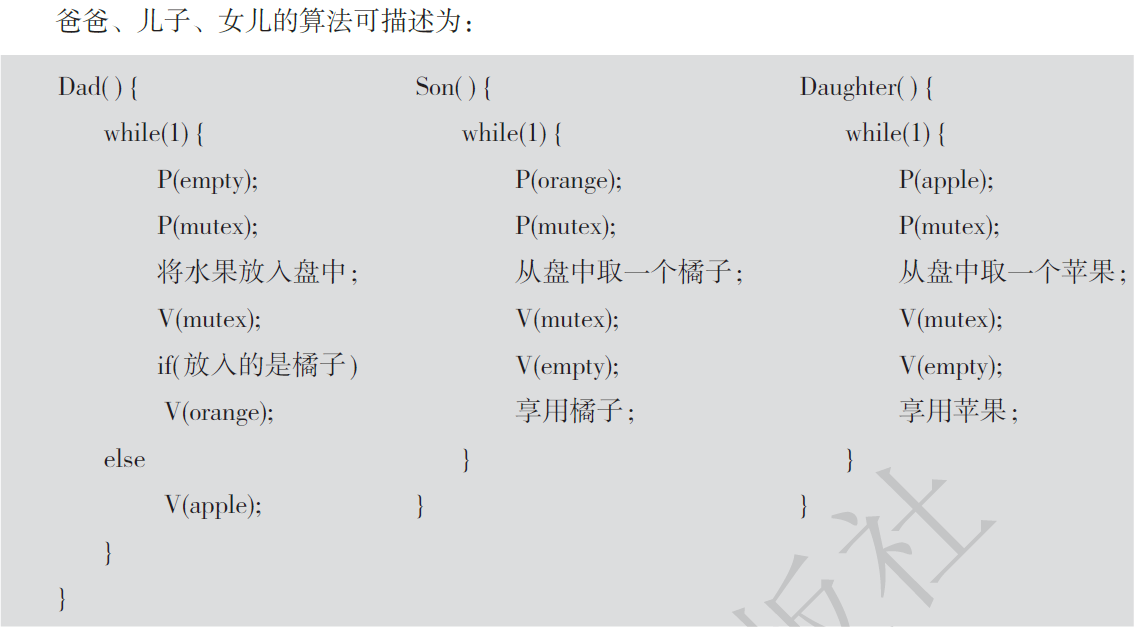 爸爸、儿子、女儿的算法可描述为：
Dad( ) {
while(1) {
P(empty);
P(mutex);
将水果放入盘中；
V(mutex);
if(放入的是橘子)
V(orange);
else
V(apple);
}
}
Son( ) {
while(1) {
P(orange);
P(mutex);
从盘中取一个橘子；
V(mutex);
V(empty);
享用橘子；
}
}
Daughter( ) {
while(1) {
P(apple);
P(mutex);
从盘中取一个苹果；
V(mutex);
V(empty);
享用苹果；
}
}
版社